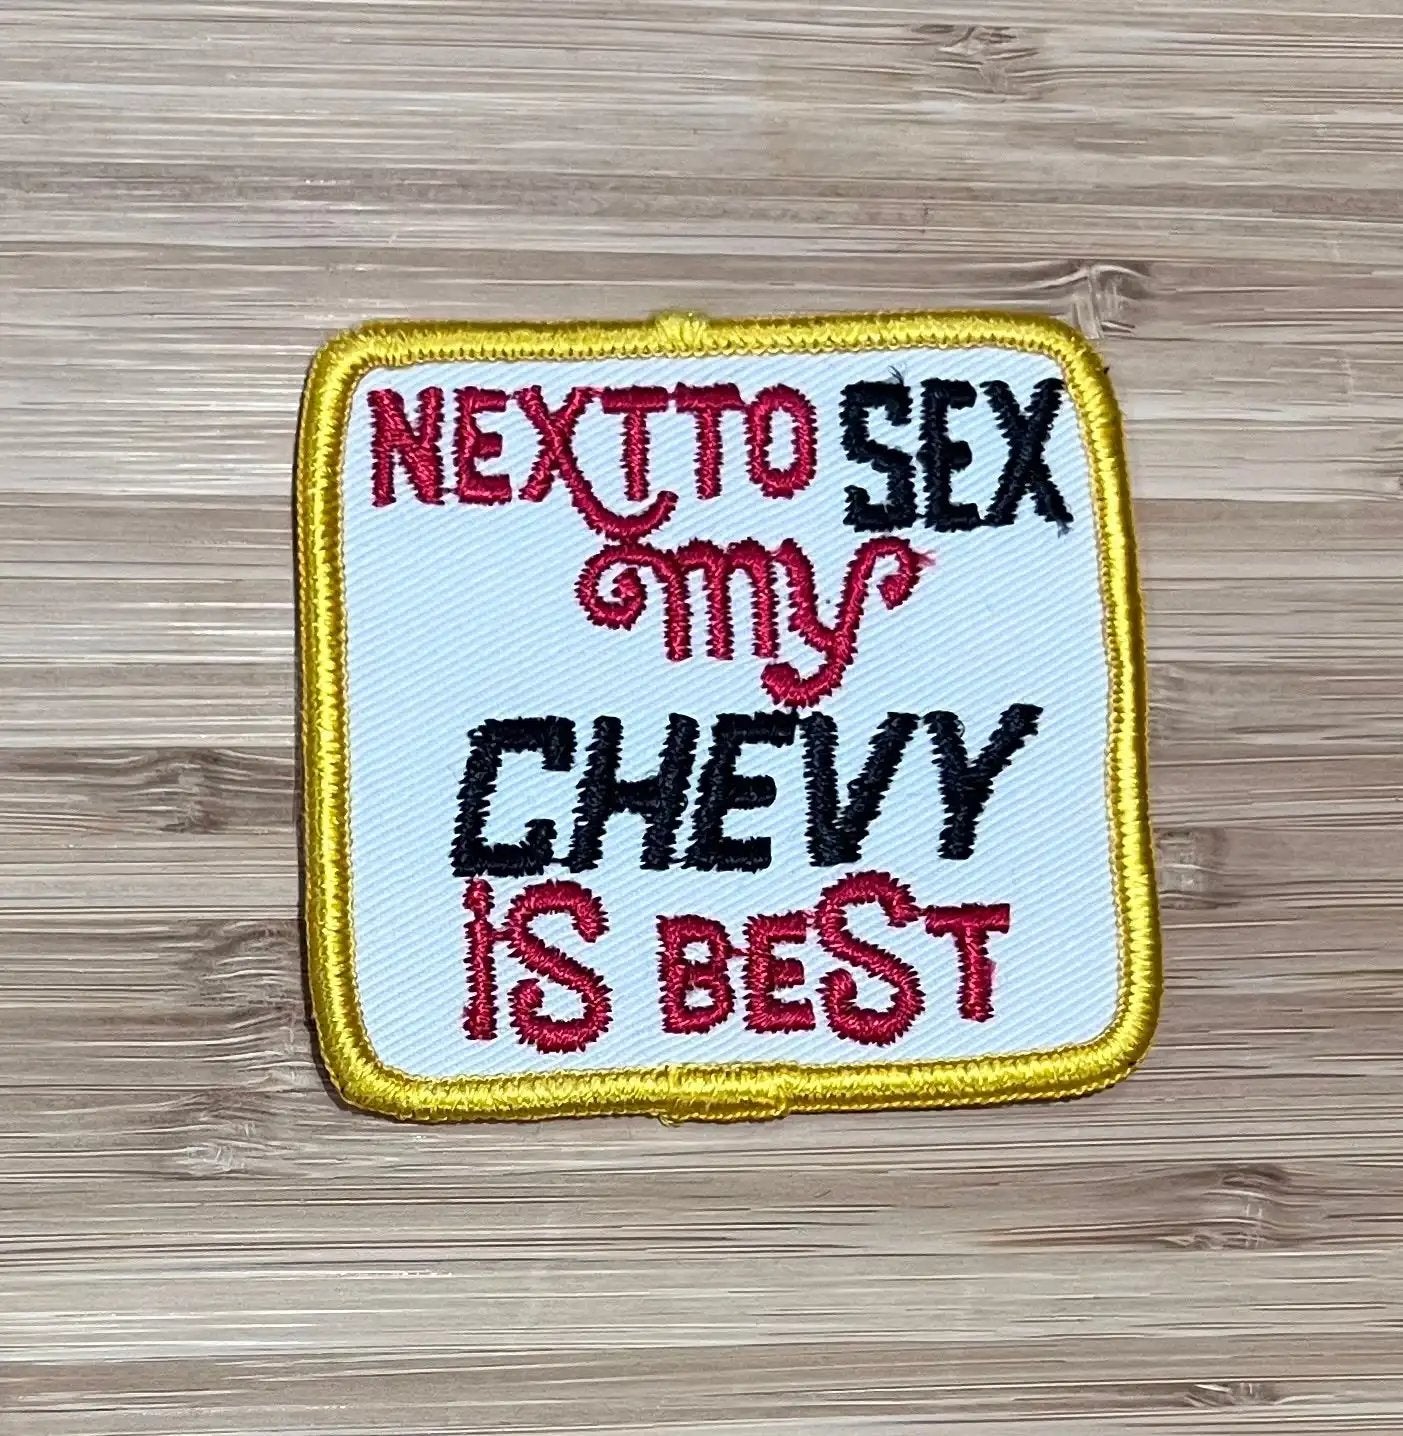 NEXT TO SEX
my
CHEVY
IS BEST